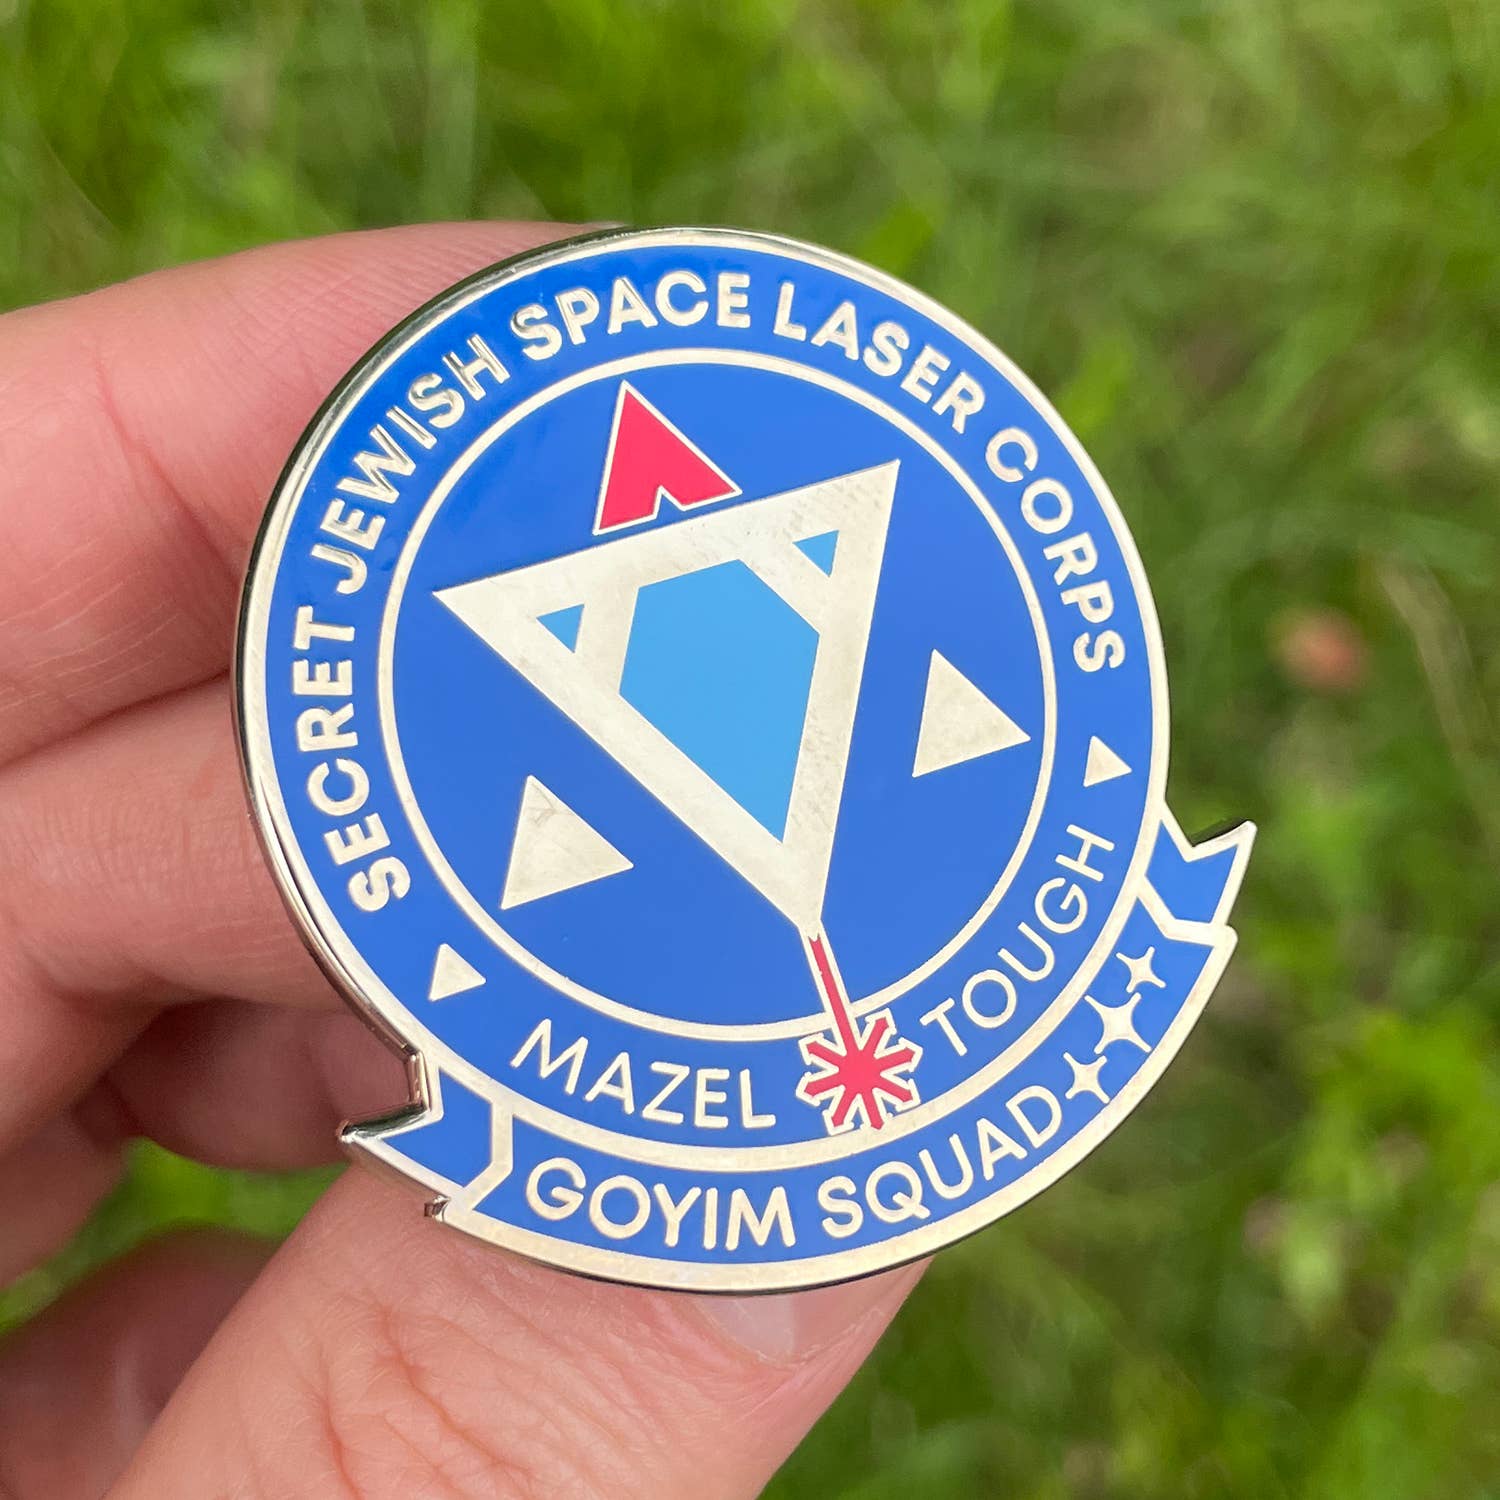 SECRET JEWISH SPACE LASER CORPS
MAZEL TOUGH
GOYIM SQUAD